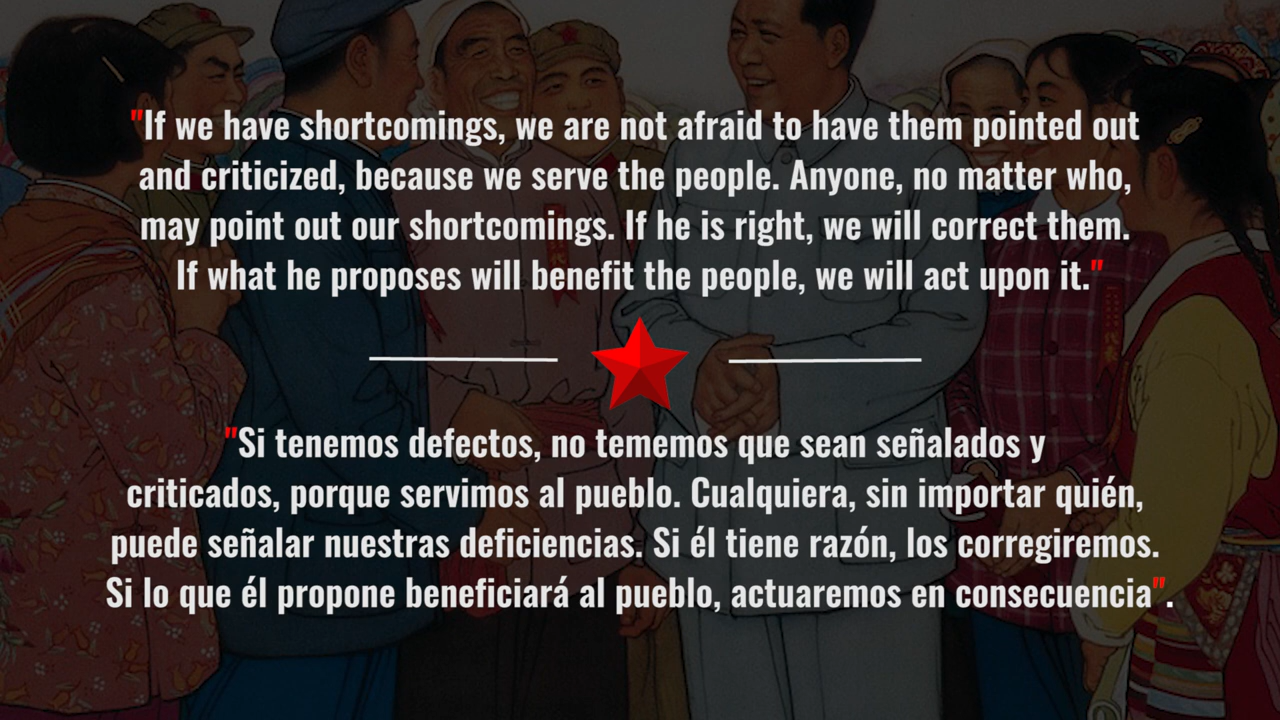 "If we have shortcomings, we are not afraid to have them pointed out
and criticized, because we serve the people. Anyone, no matter who,
may point out our shortcomings. If he is right, we will correct them.
If what he proposes will benefit the people, we will act upon it."
"Si tenemos defectos, no tememos que sean señalados y
criticados, porque servimos al pueblo. Cualquiera, sin importar quién,
puede señalar nuestras deficiencias. Si él tiene razón, los corregiremos.
Si lo que él propone beneficiará al pueblo, actuaremos en consecuencia".